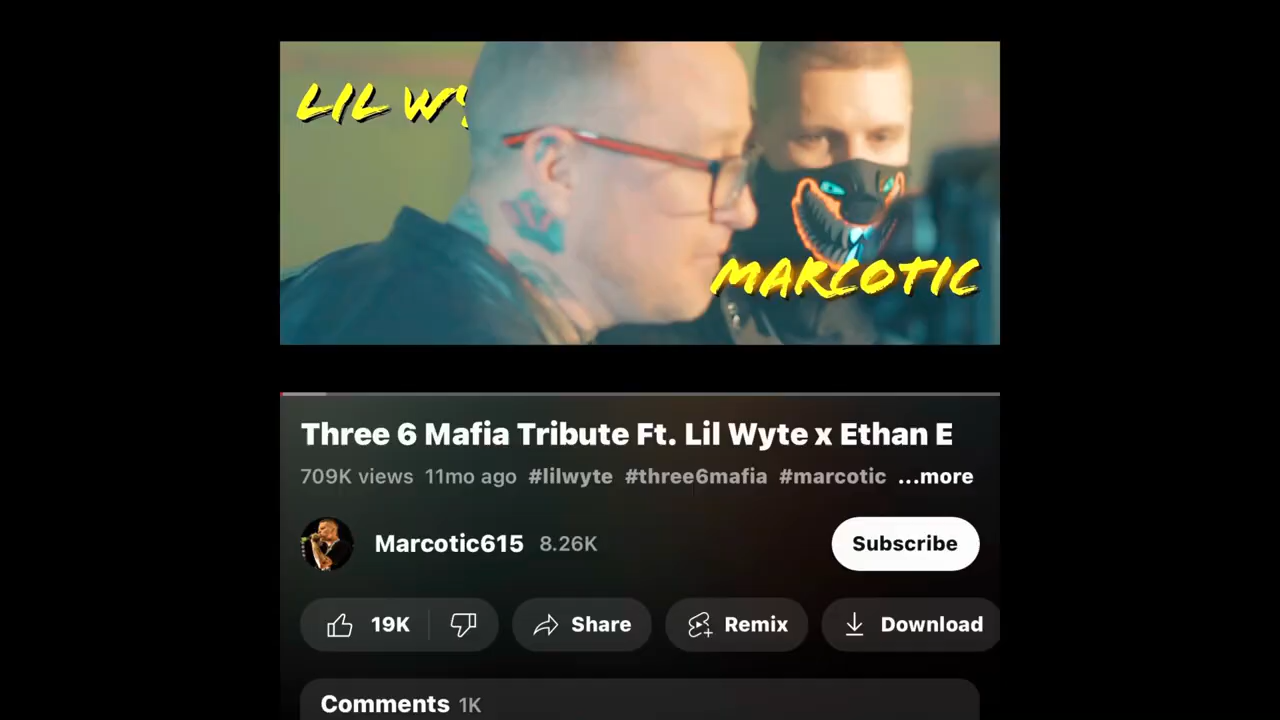 LIL WY
MARCOTIC
Three 6 Mafia Tribute Ft. Lil Wyte x Ethan E
709K views 11mo ago #lilwyte #three6mafia #marcotic ...more
Marcotic615 8.26K
Subscribe
19K
Share
Remix
Download
Comments 1K